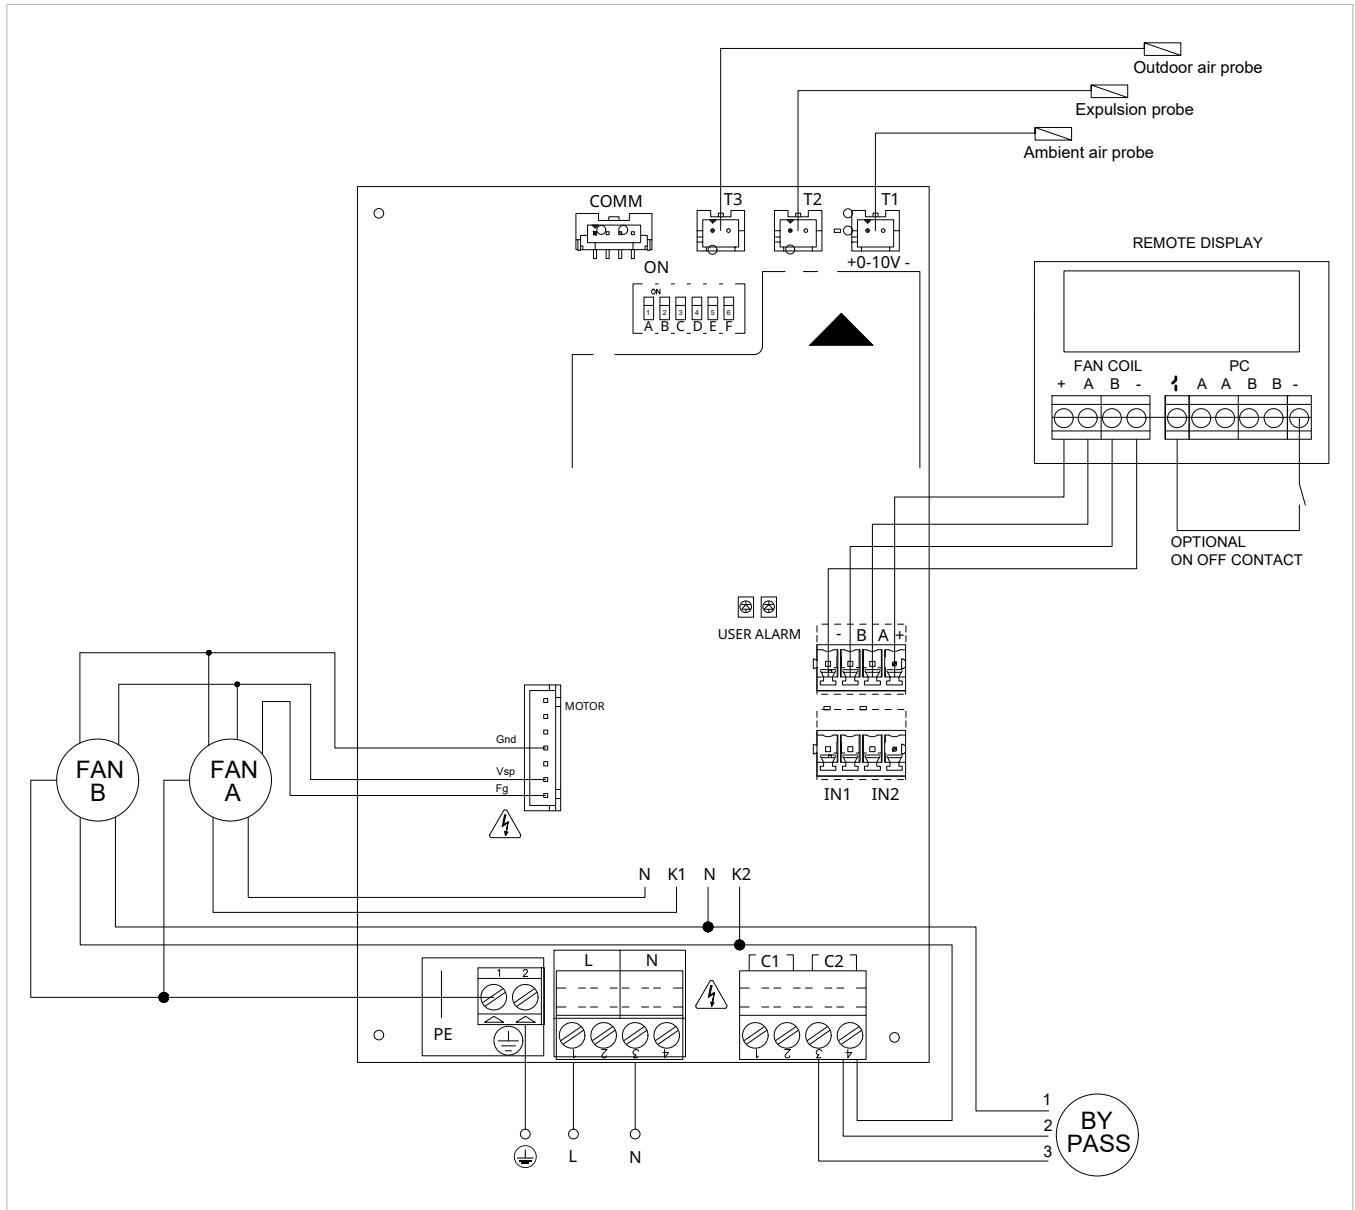 Outdoor air probe
Expulsion probe
Ambient air probe
COMM
T3
T2
T1
+0-10V -
ON
ON
1 2 3 4 5 6
A B C D E F
REMOTE DISPLAY
FAN COIL
PC
+ A B -
A A B B -
OPTIONAL
ON OFF CONTACT
USER ALARM
- B A +
MOTOR
Gnd
Vsp
Fg
FAN
B
FAN
A
IN1 IN2
N K1 N K2
PE
1 2
L N
1 2 3 4
C1 C2
1 2 3 4
L
N
1
2
3
BY
PASS